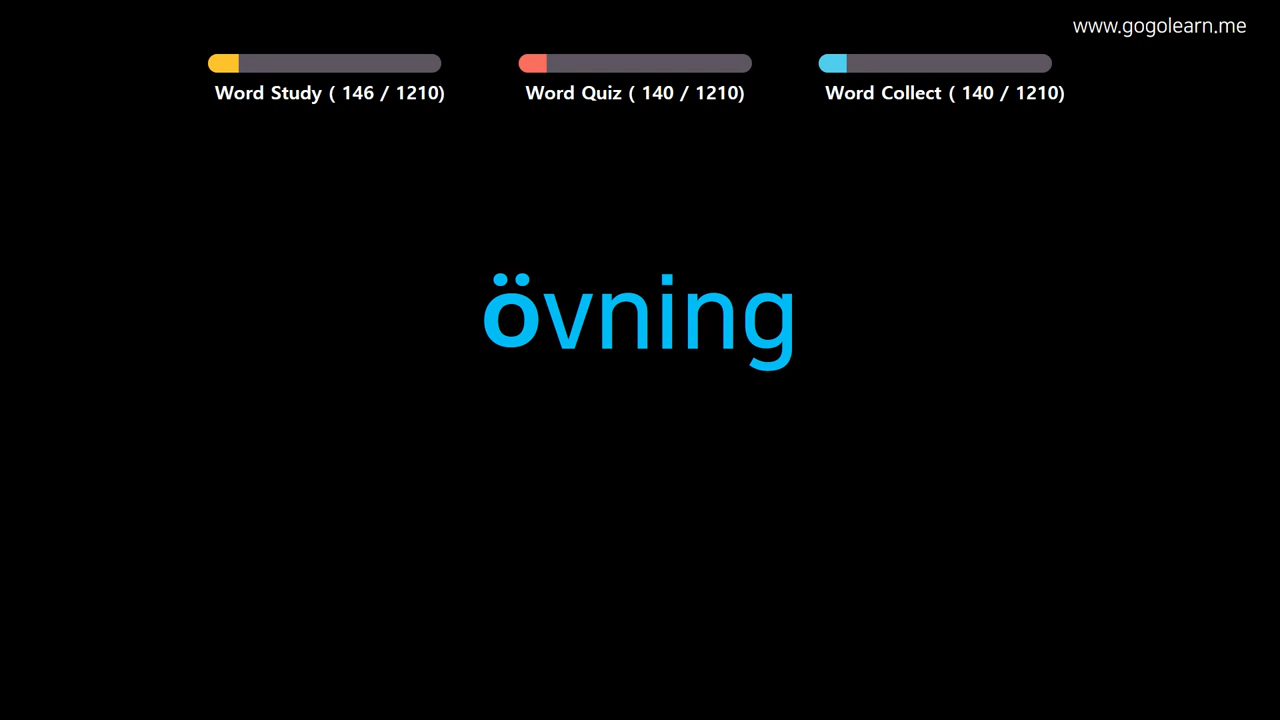 www.gogolearn.me
Word Study ( 146 / 1210)
Word Quiz ( 140 / 1210)
Word Collect ( 140 / 1210)
övning